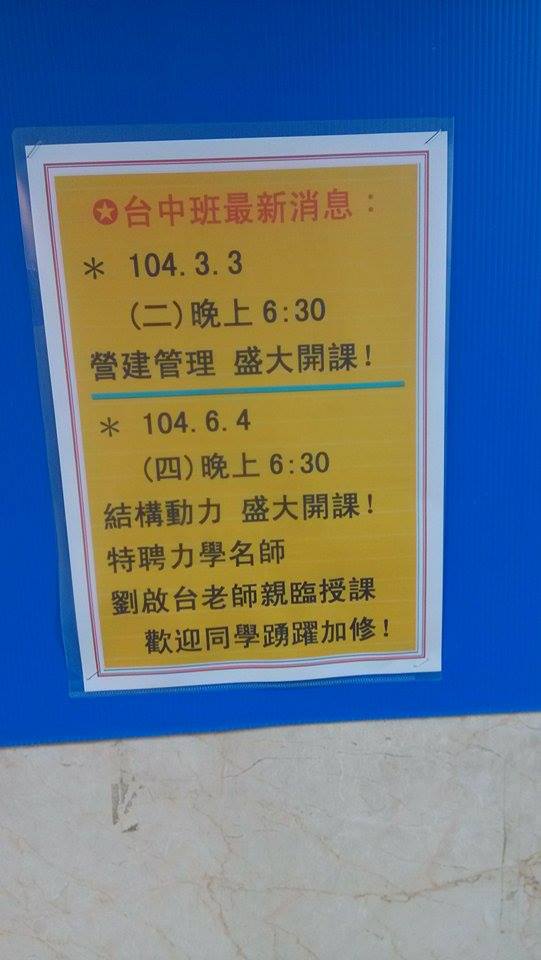 ✪台中班最新消息：
＊ 104.3.3
(二)晚上 6:30
營建管理 盛大開課!
＊ 104.6.4
(四)晚上 6:30
結構動力 盛大開課!
特聘力學名師
劉啟台老師親臨授課
歡迎同學踴躍加修!